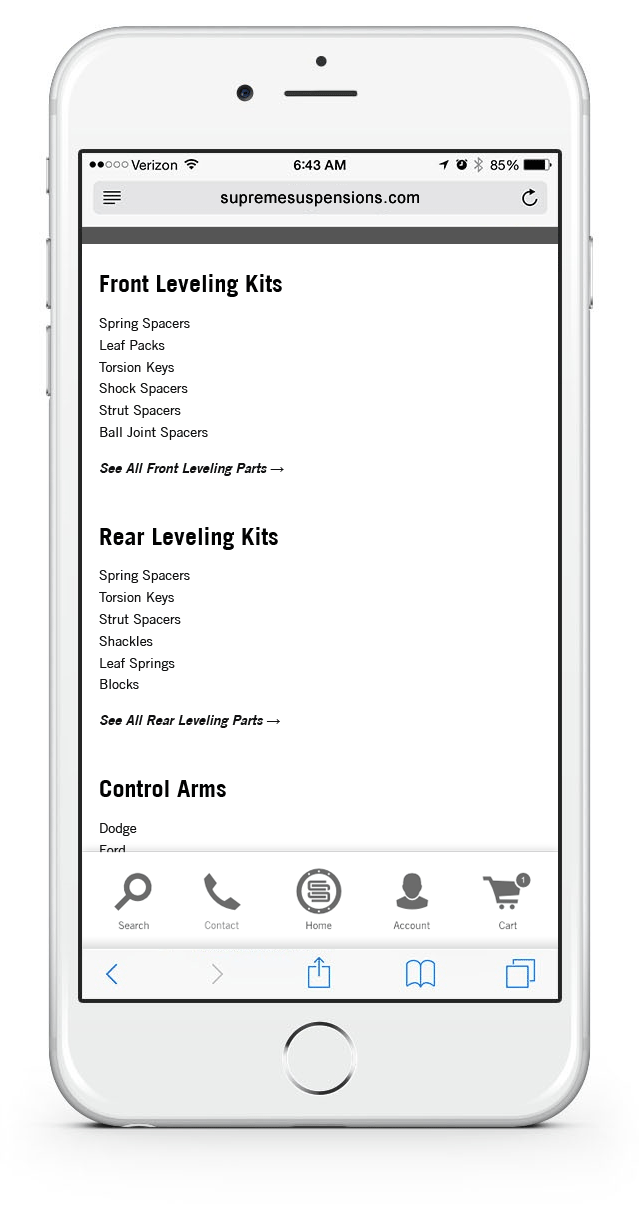 Verizon 6:43 AM 85%
supremesuspensions.com
Front Leveling Kits
Spring Spacers
Leaf Packs
Torsion Keys
Shock Spacers
Strut Spacers
Ball Joint Spacers
See All Front Leveling Parts →
Rear Leveling Kits
Spring Spacers
Torsion Keys
Strut Spacers
Shackles
Leaf Springs
Blocks
See All Rear Leveling Parts →
Control Arms
Dodge
Ford
1
Search Contact Home Account Cart